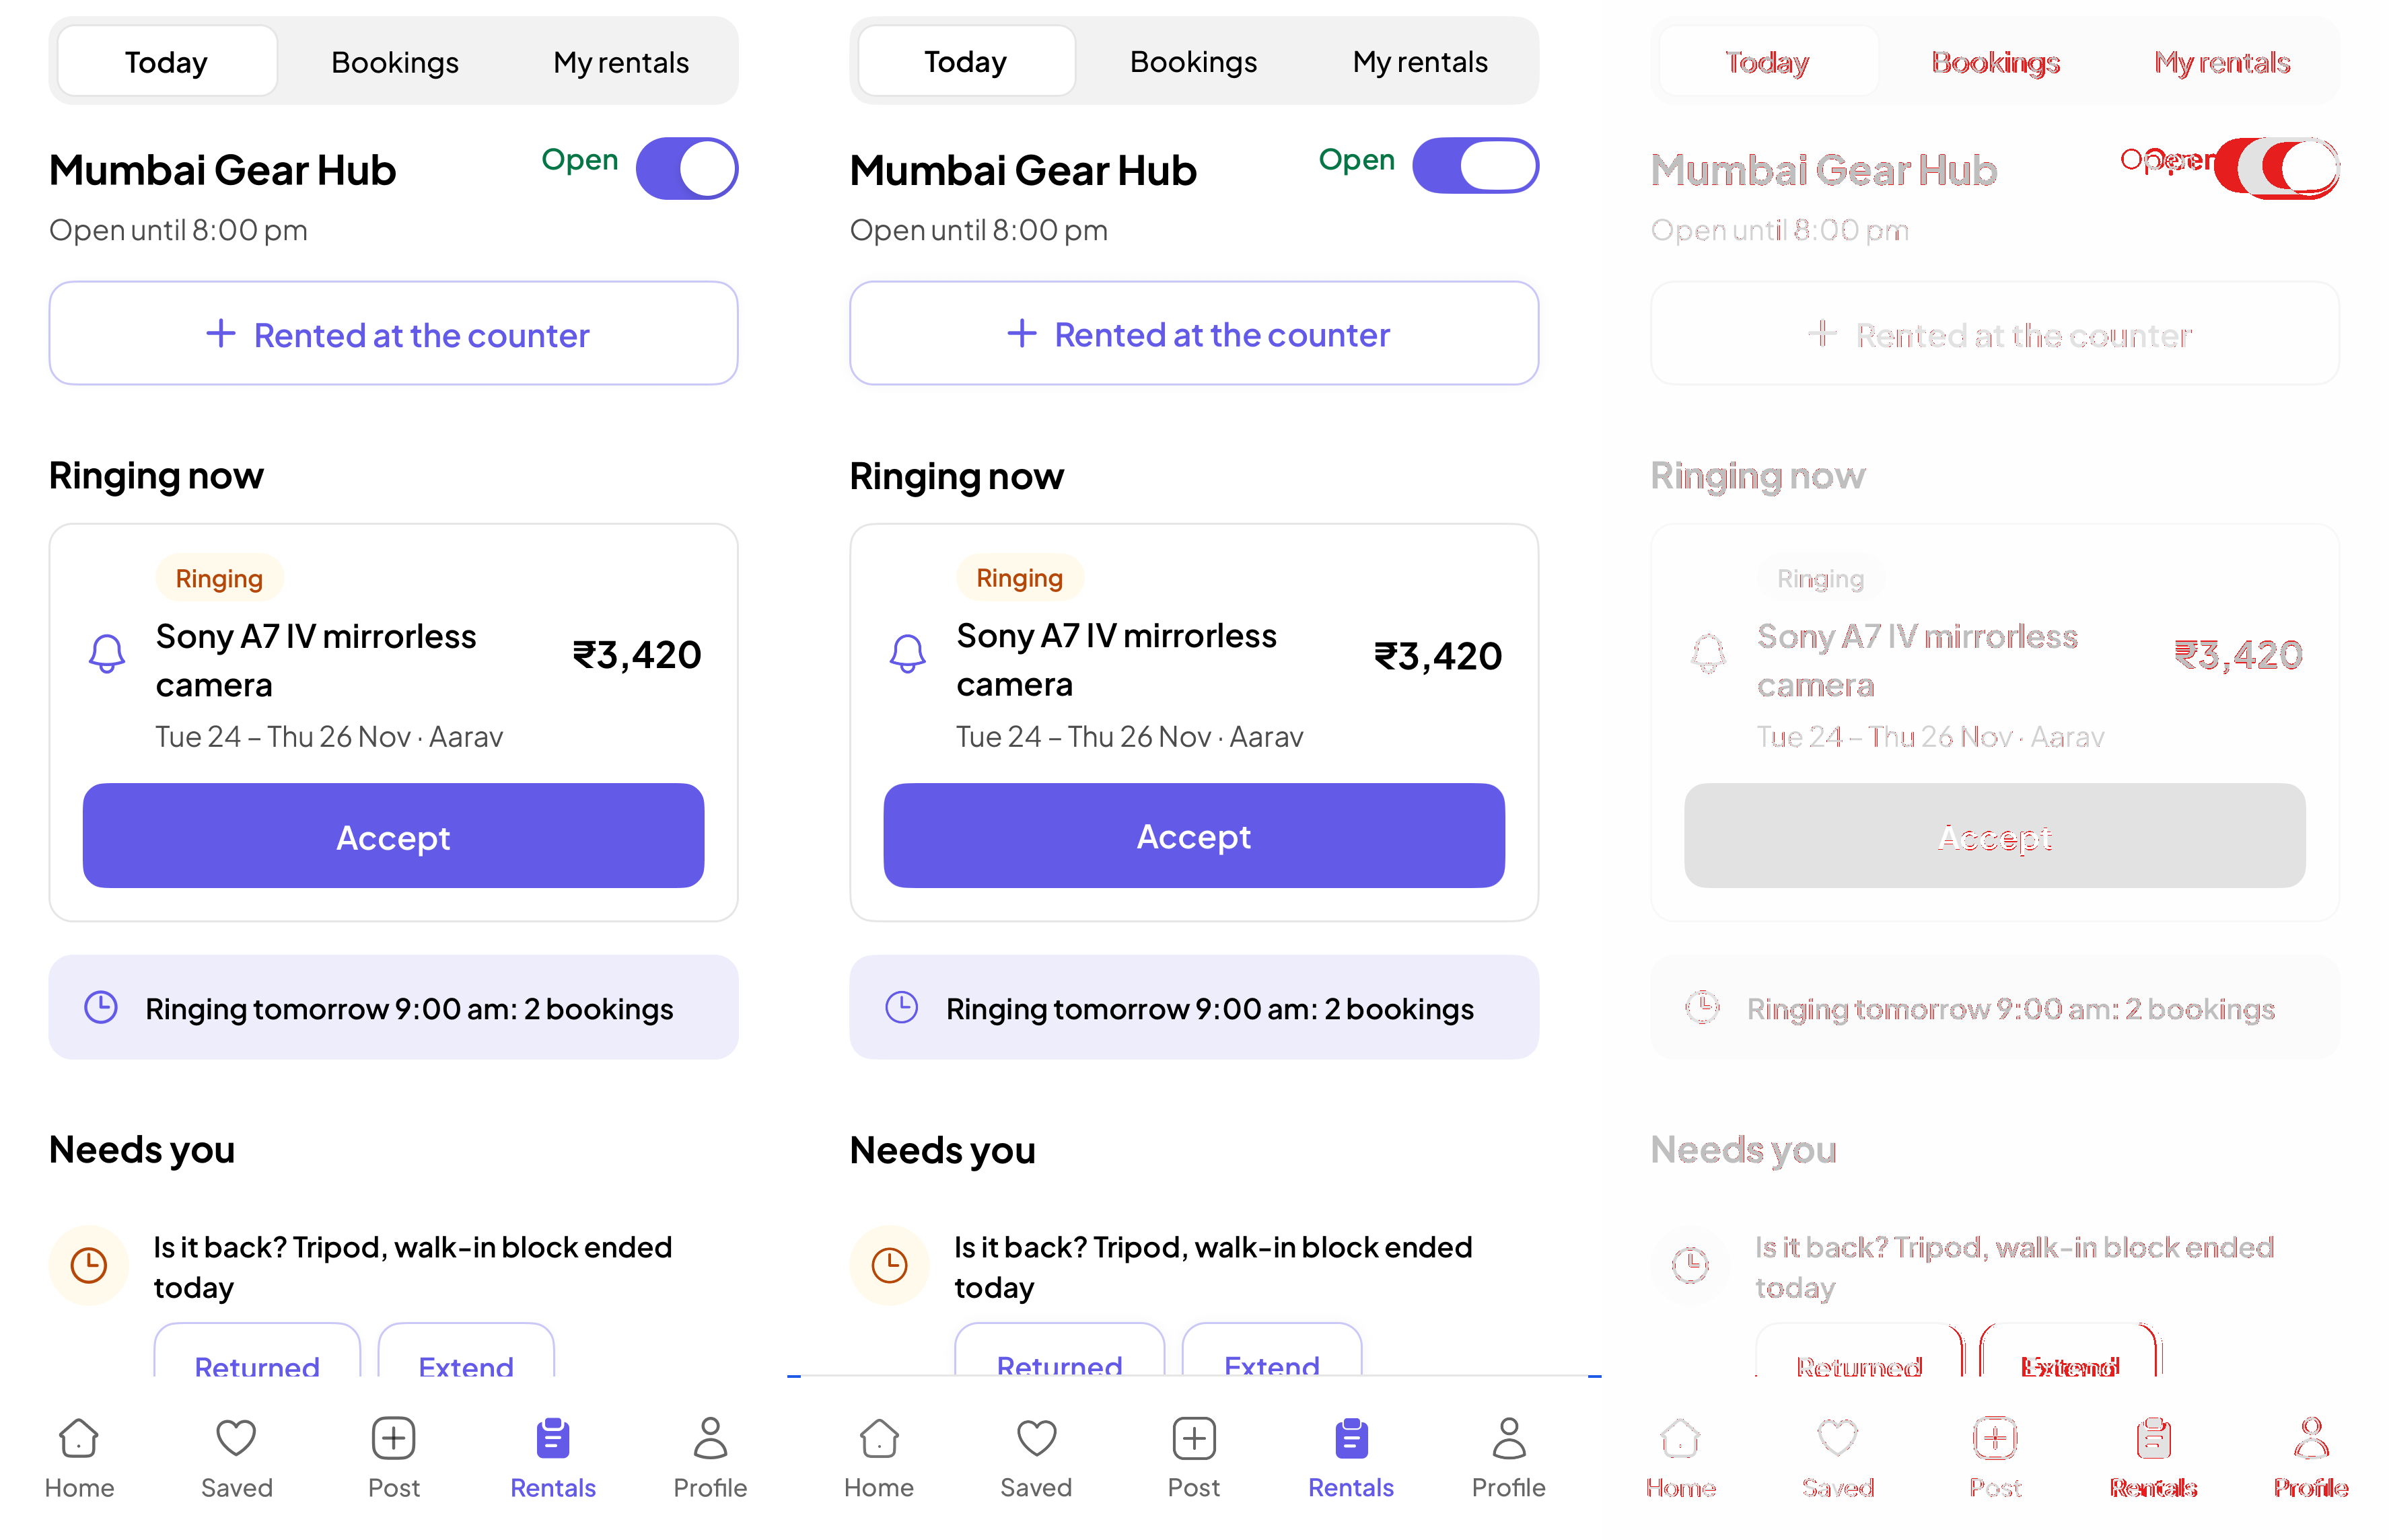 Today Bookings My rentals
Mumbai Gear Hub Open
Open until 8:00 pm
+ Rented at the counter
Ringing now
Ringing
Sony A7 IV mirrorless
camera
₹3,420
Tue 24 – Thu 26 Nov · Aarav
Accept
Ringing tomorrow 9:00 am: 2 bookings
Needs you
Is it back? Tripod, walk-in block ended
today
Returned Extend
Home Saved Post Rentals Profile
Today Bookings My rentals
Mumbai Gear Hub Open
Open until 8:00 pm
+ Rented at the counter
Ringing now
Ringing
Sony A7 IV mirrorless
camera
₹3,420
Tue 24 – Thu 26 Nov · Aarav
Accept
Ringing tomorrow 9:00 am: 2 bookings
Needs you
Is it back? Tripod, walk-in block ended
today
Returned Extend
Home Saved Post Rentals Profile
Today Bookings My rentals
Mumbai Gear Hub
Open until 8:00 pm
+ Rented at the counter
Ringing now
Ringing
Sony A7 IV mirrorless
camera
₹3,420
Tue 24 – Thu 26 Nov · Aarav
Accept
Ringing tomorrow 9:00 am: 2 bookings
Needs you
Is it back? Tripod, walk-in block ended
today
Returned Extend
Home Saved Post Rentals Profile